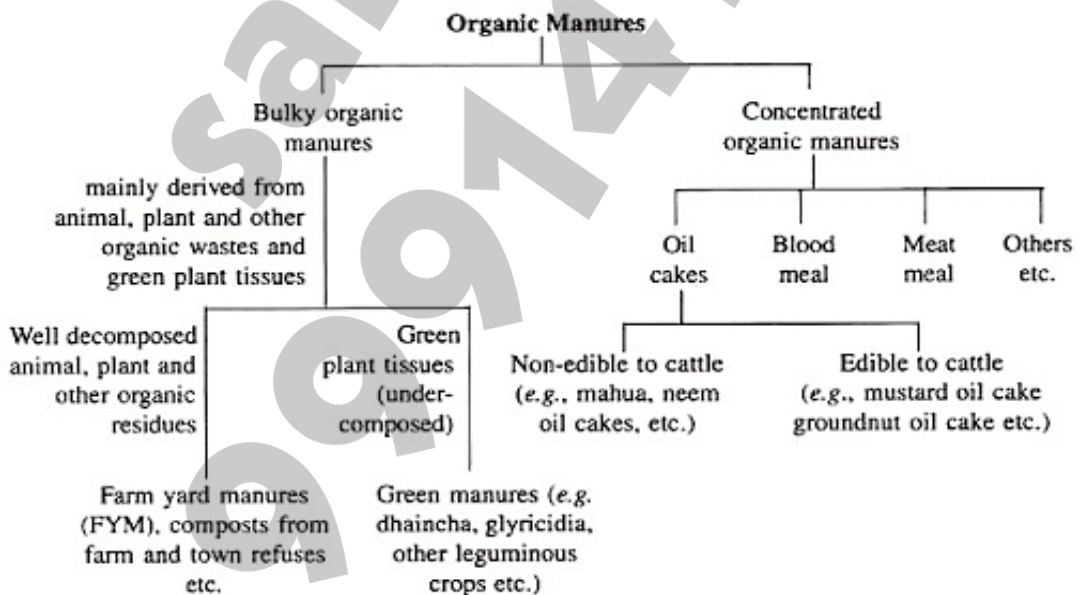 Organic Manures
Bulky organic
manures
Concentrated
organic manures
mainly derived from
animal, plant and other
organic wastes and
green plant tissues
Oil
cakes
Blood
meal
Meat
meal
Others
etc.
Well decomposed
animal, plant and
other organic
residues
Green
plant tissues
(under-
composed)
Non-edible to cattle
(e.g., mahua, neem
oil cakes, etc.)
Edible to cattle
(e.g., mustard oil cake
groundnut oil cake etc.)
Farm yard manures
(FYM), composts from
farm and town refuses
etc.
Green manures (e.g.
dhaincha, glyricidia,
other leguminous
crops etc.)